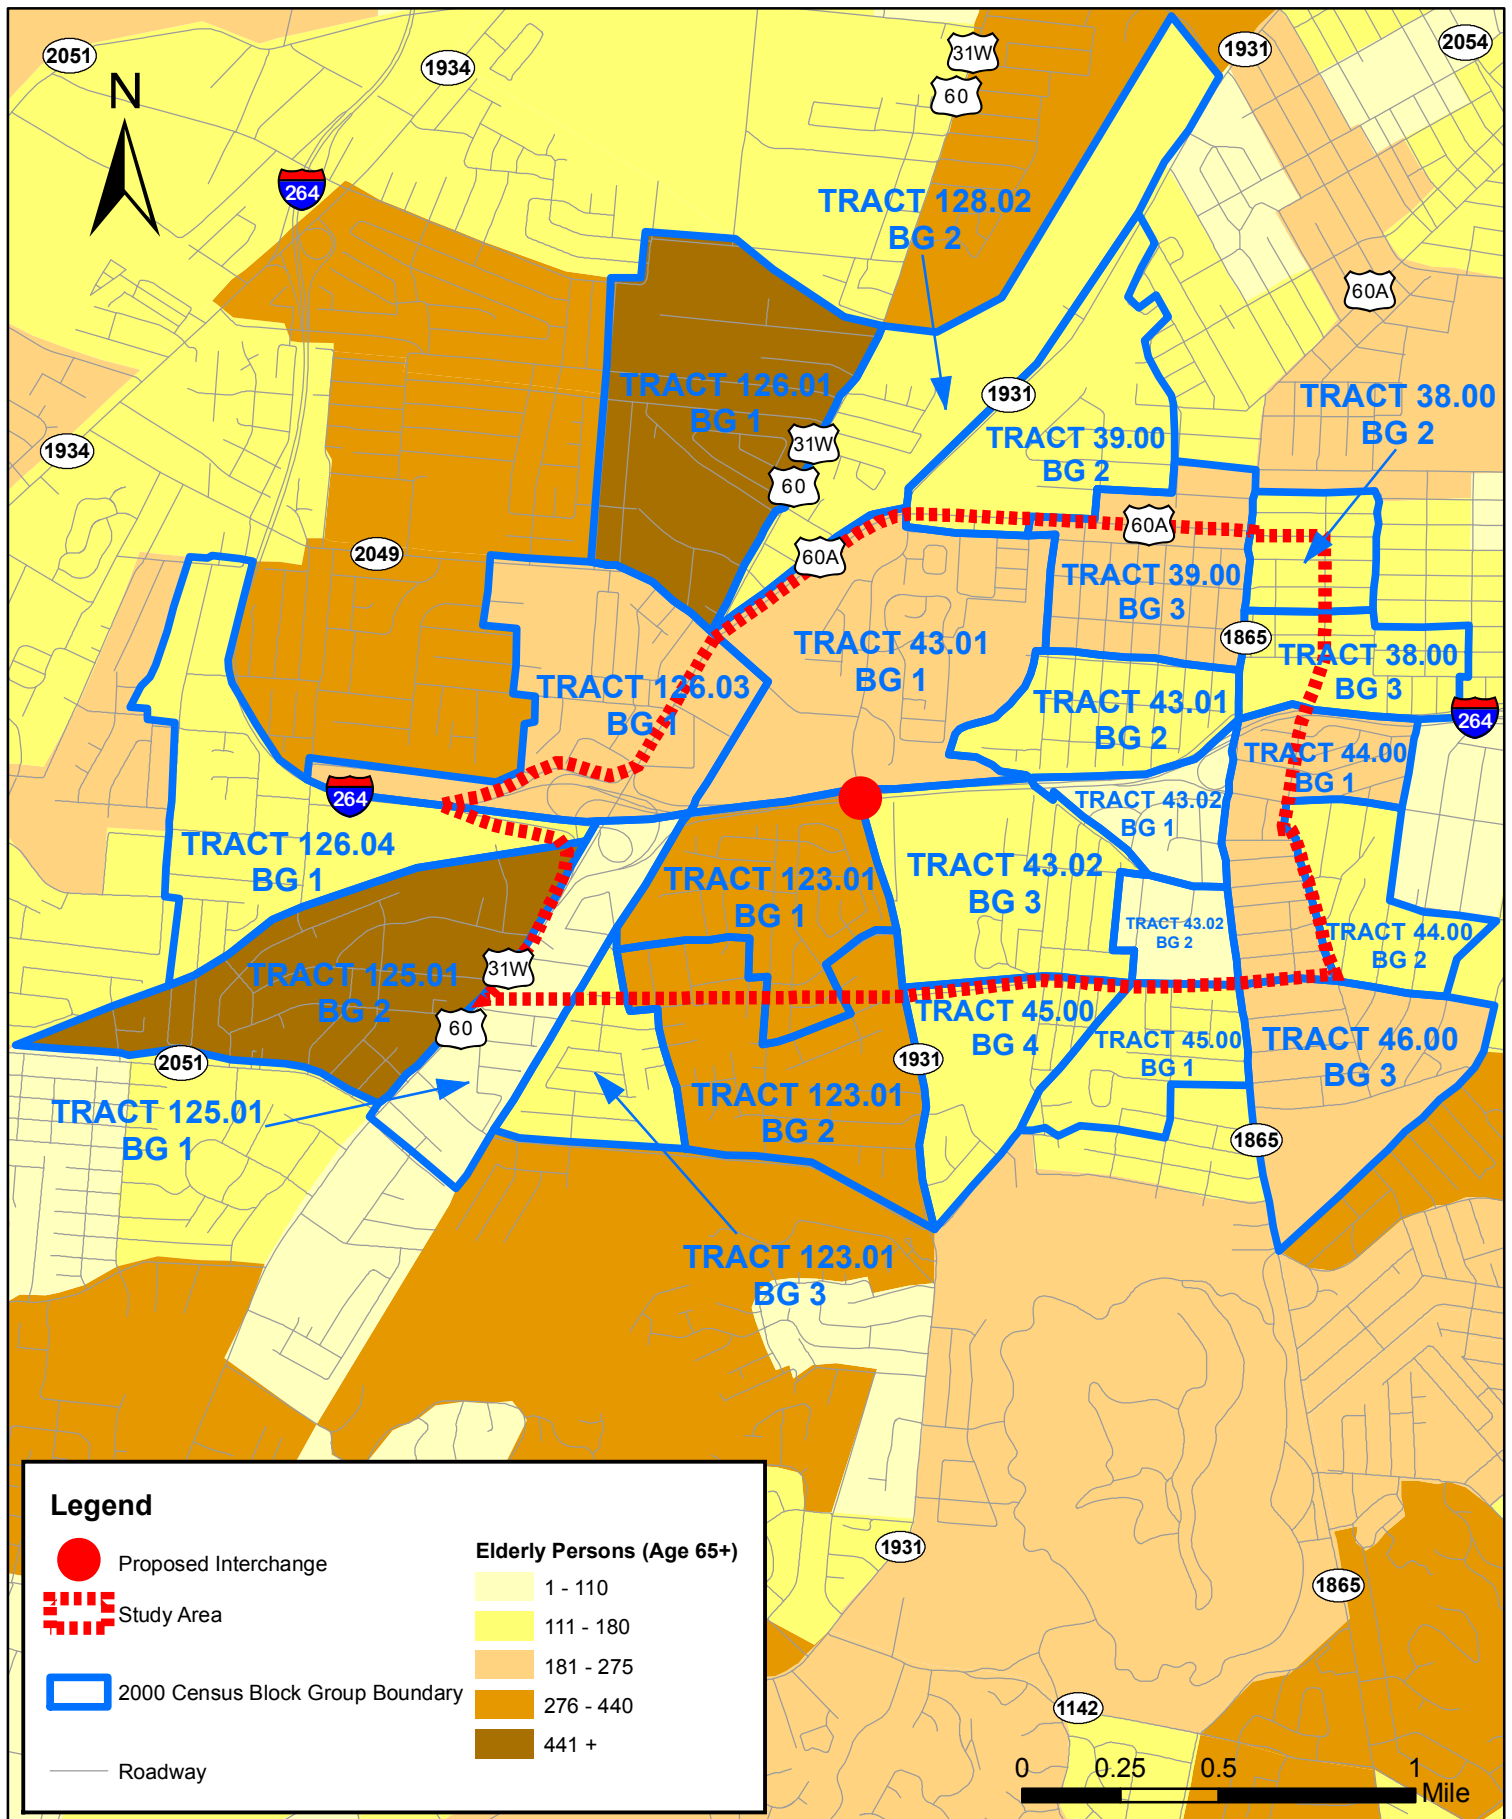 2051
1934
31W
60
1931
2054
N
264
TRACT 128.02
BG 2
60A
TRACT 126.01
BG 1
1931
TRACT 38.00
BG 2
1934
31W
TRACT 39.00
BG 2
60
60A
60A
2049
TRACT 39.00
BG 3
1865
TRACT 43.01
BG 1
TRACT 38.00
BG 3
TRACT 126.03
BG 1
TRACT 43.01
BG 2
264
TRACT 44.00
BG 1
264
TRACT 43.02
BG 1
TRACT 126.04
BG 1
TRACT 123.01
BG 1
TRACT 43.02
BG 3
TRACT 43.02
BG 2
TRACT 44.00
BG 2
31W
TRACT 125.01
BG 2
60
TRACT 45.00
BG 4
TRACT 45.00
BG 1
TRACT 46.00
BG 3
2051
1931
TRACT 125.01
BG 1
TRACT 123.01
BG 2
1865
TRACT 123.01
BG 3
Legend
Proposed Interchange
Study Area
2000 Census Block Group Boundary
Roadway
Elderly Persons (Age 65+)
1 - 110
111 - 180
181 - 275
276 - 440
441 +
1931
1865
1142
0 0.25 0.5 1
Mile